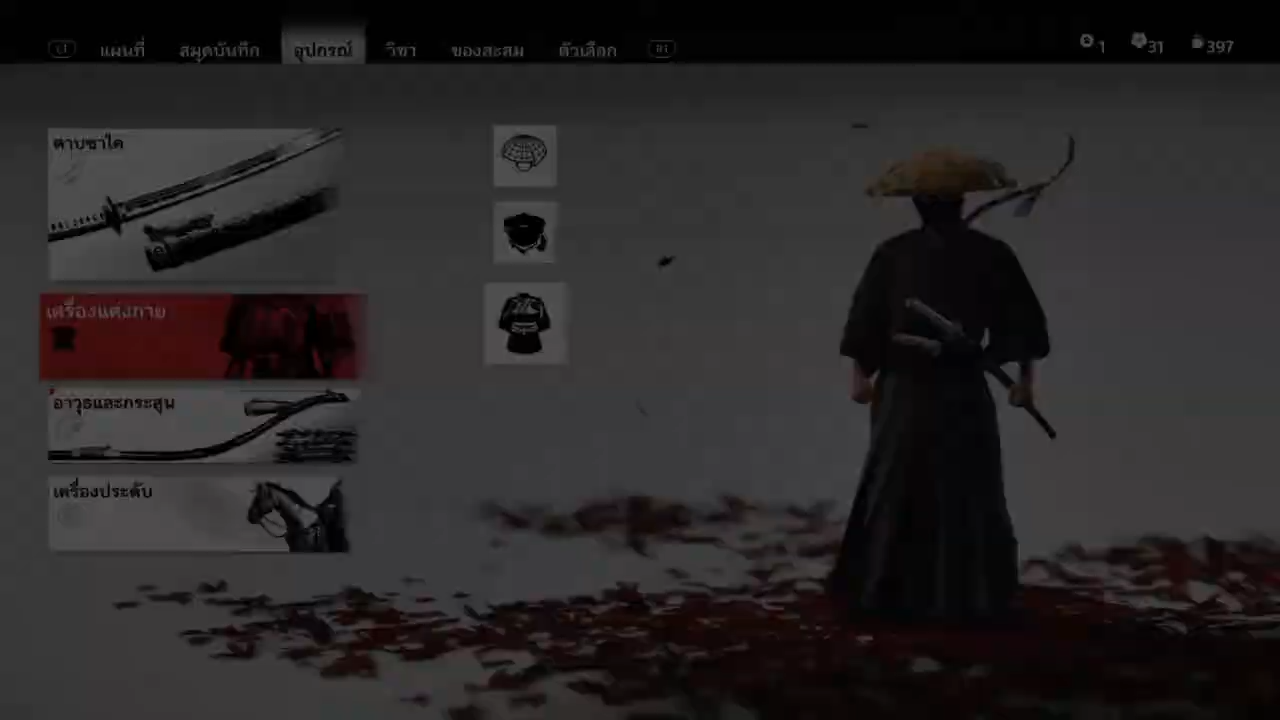 L1 แผนที่ สมุดบันทึก อุปกรณ์ วิชา ของสะสม ตัวเลือก R1
1 31 397
ดาบซาไก
เครื่องแต่งกาย
อาวุธและกระสุน
เครื่องประดับ